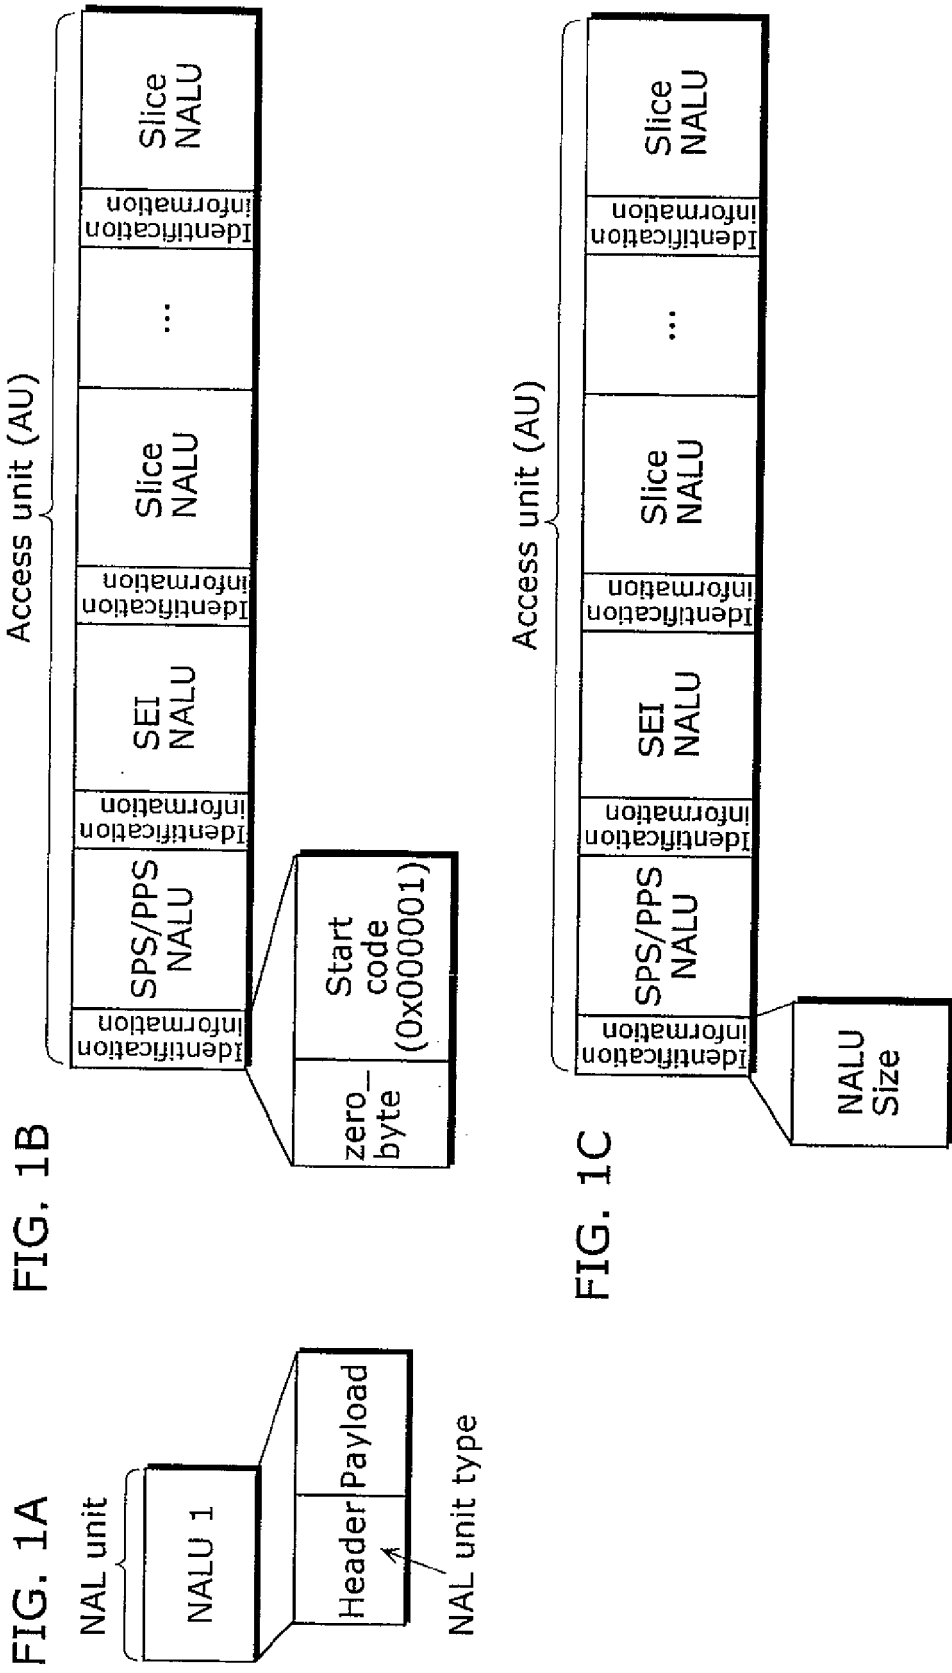 FIG. 1A
NAL unit
NALU 1
Header
Payload
NAL unit type
FIG. 1B
Access unit (AU)
Identification
information
SPS/PPS
NALU
Identification
information
SEI
NALU
Identification
information
Slice
NALU
...
Identification
information
Slice
NALU
zero_
byte
Start
code
(0x000001)
FIG. 1C
Access unit (AU)
Identification
information
SPS/PPS
NALU
Identification
information
SEI
NALU
Identification
information
Slice
NALU
...
Identification
information
Slice
NALU
NALU
Size